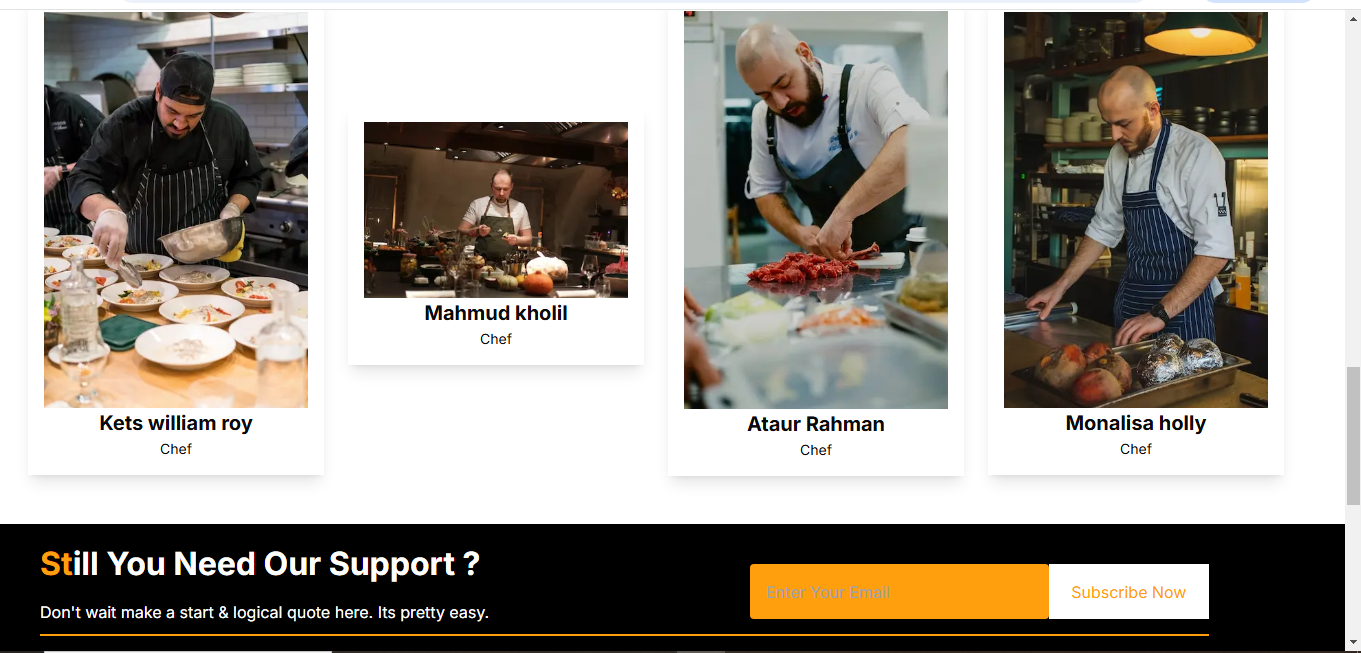 Kets william roy
Chef
Mahmud kholil
Chef
Ataur Rahman
Chef
Monalisa holly
Chef
Still You Need Our Support ?
Don't wait make a start & logical quote here. Its pretty easy.
Enter Your Email
Subscribe Now